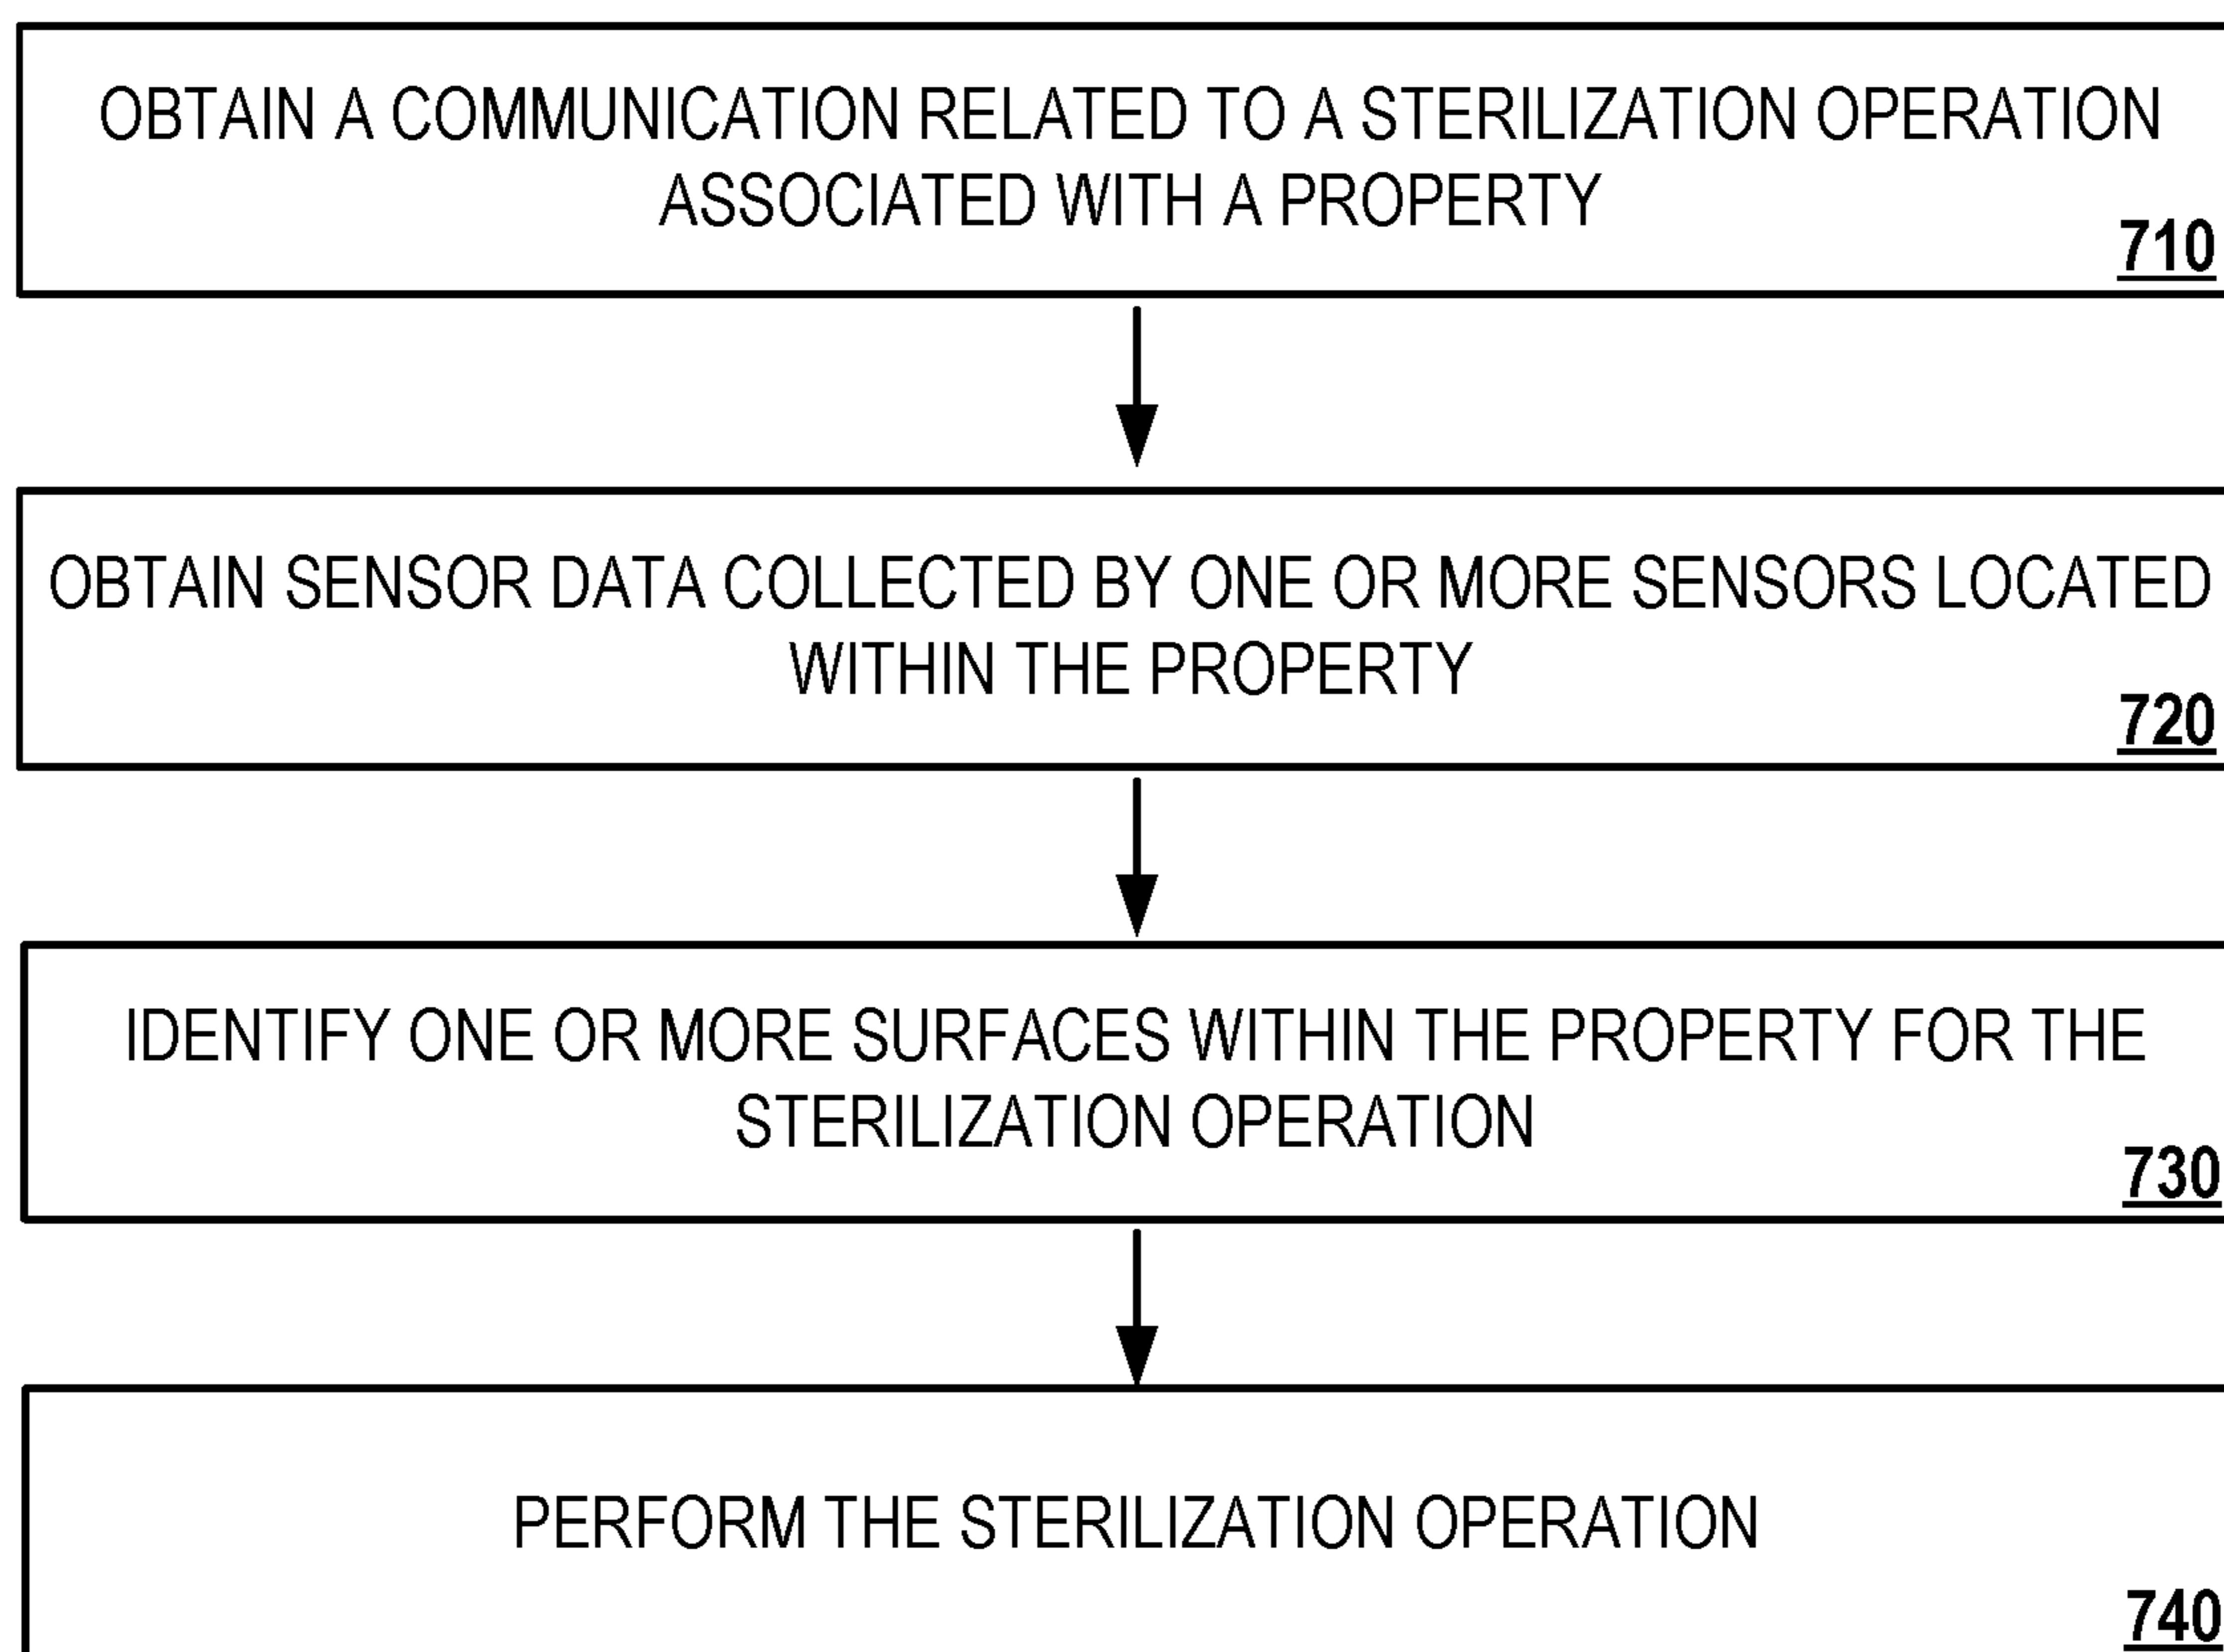 OBTAIN A COMMUNICATION RELATED TO A STERILIZATION OPERATION
ASSOCIATED WITH A PROPERTY
710
OBTAIN SENSOR DATA COLLECTED BY ONE OR MORE SENSORS LOCATED
WITHIN THE PROPERTY
720
IDENTIFY ONE OR MORE SURFACES WITHIN THE PROPERTY FOR THE
STERILIZATION OPERATION
730
PERFORM THE STERILIZATION OPERATION
740